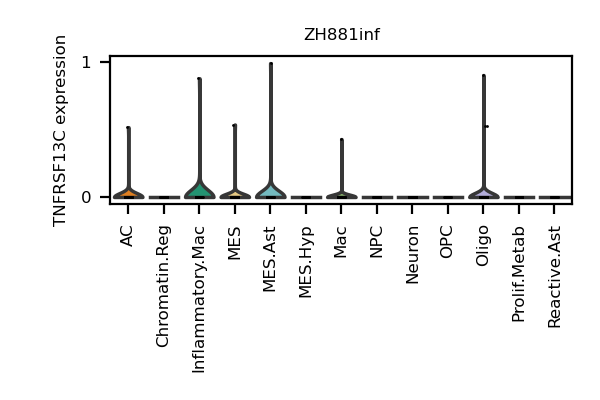 ZH881inf
TNFRSF13C expression
1
0
AC
Chromatin.Reg
Inflammatory.Mac
MES
MES.Ast
MES.Hyp
Mac
NPC
Neuron
OPC
Oligo
Prolif.Metab
Reactive.Ast